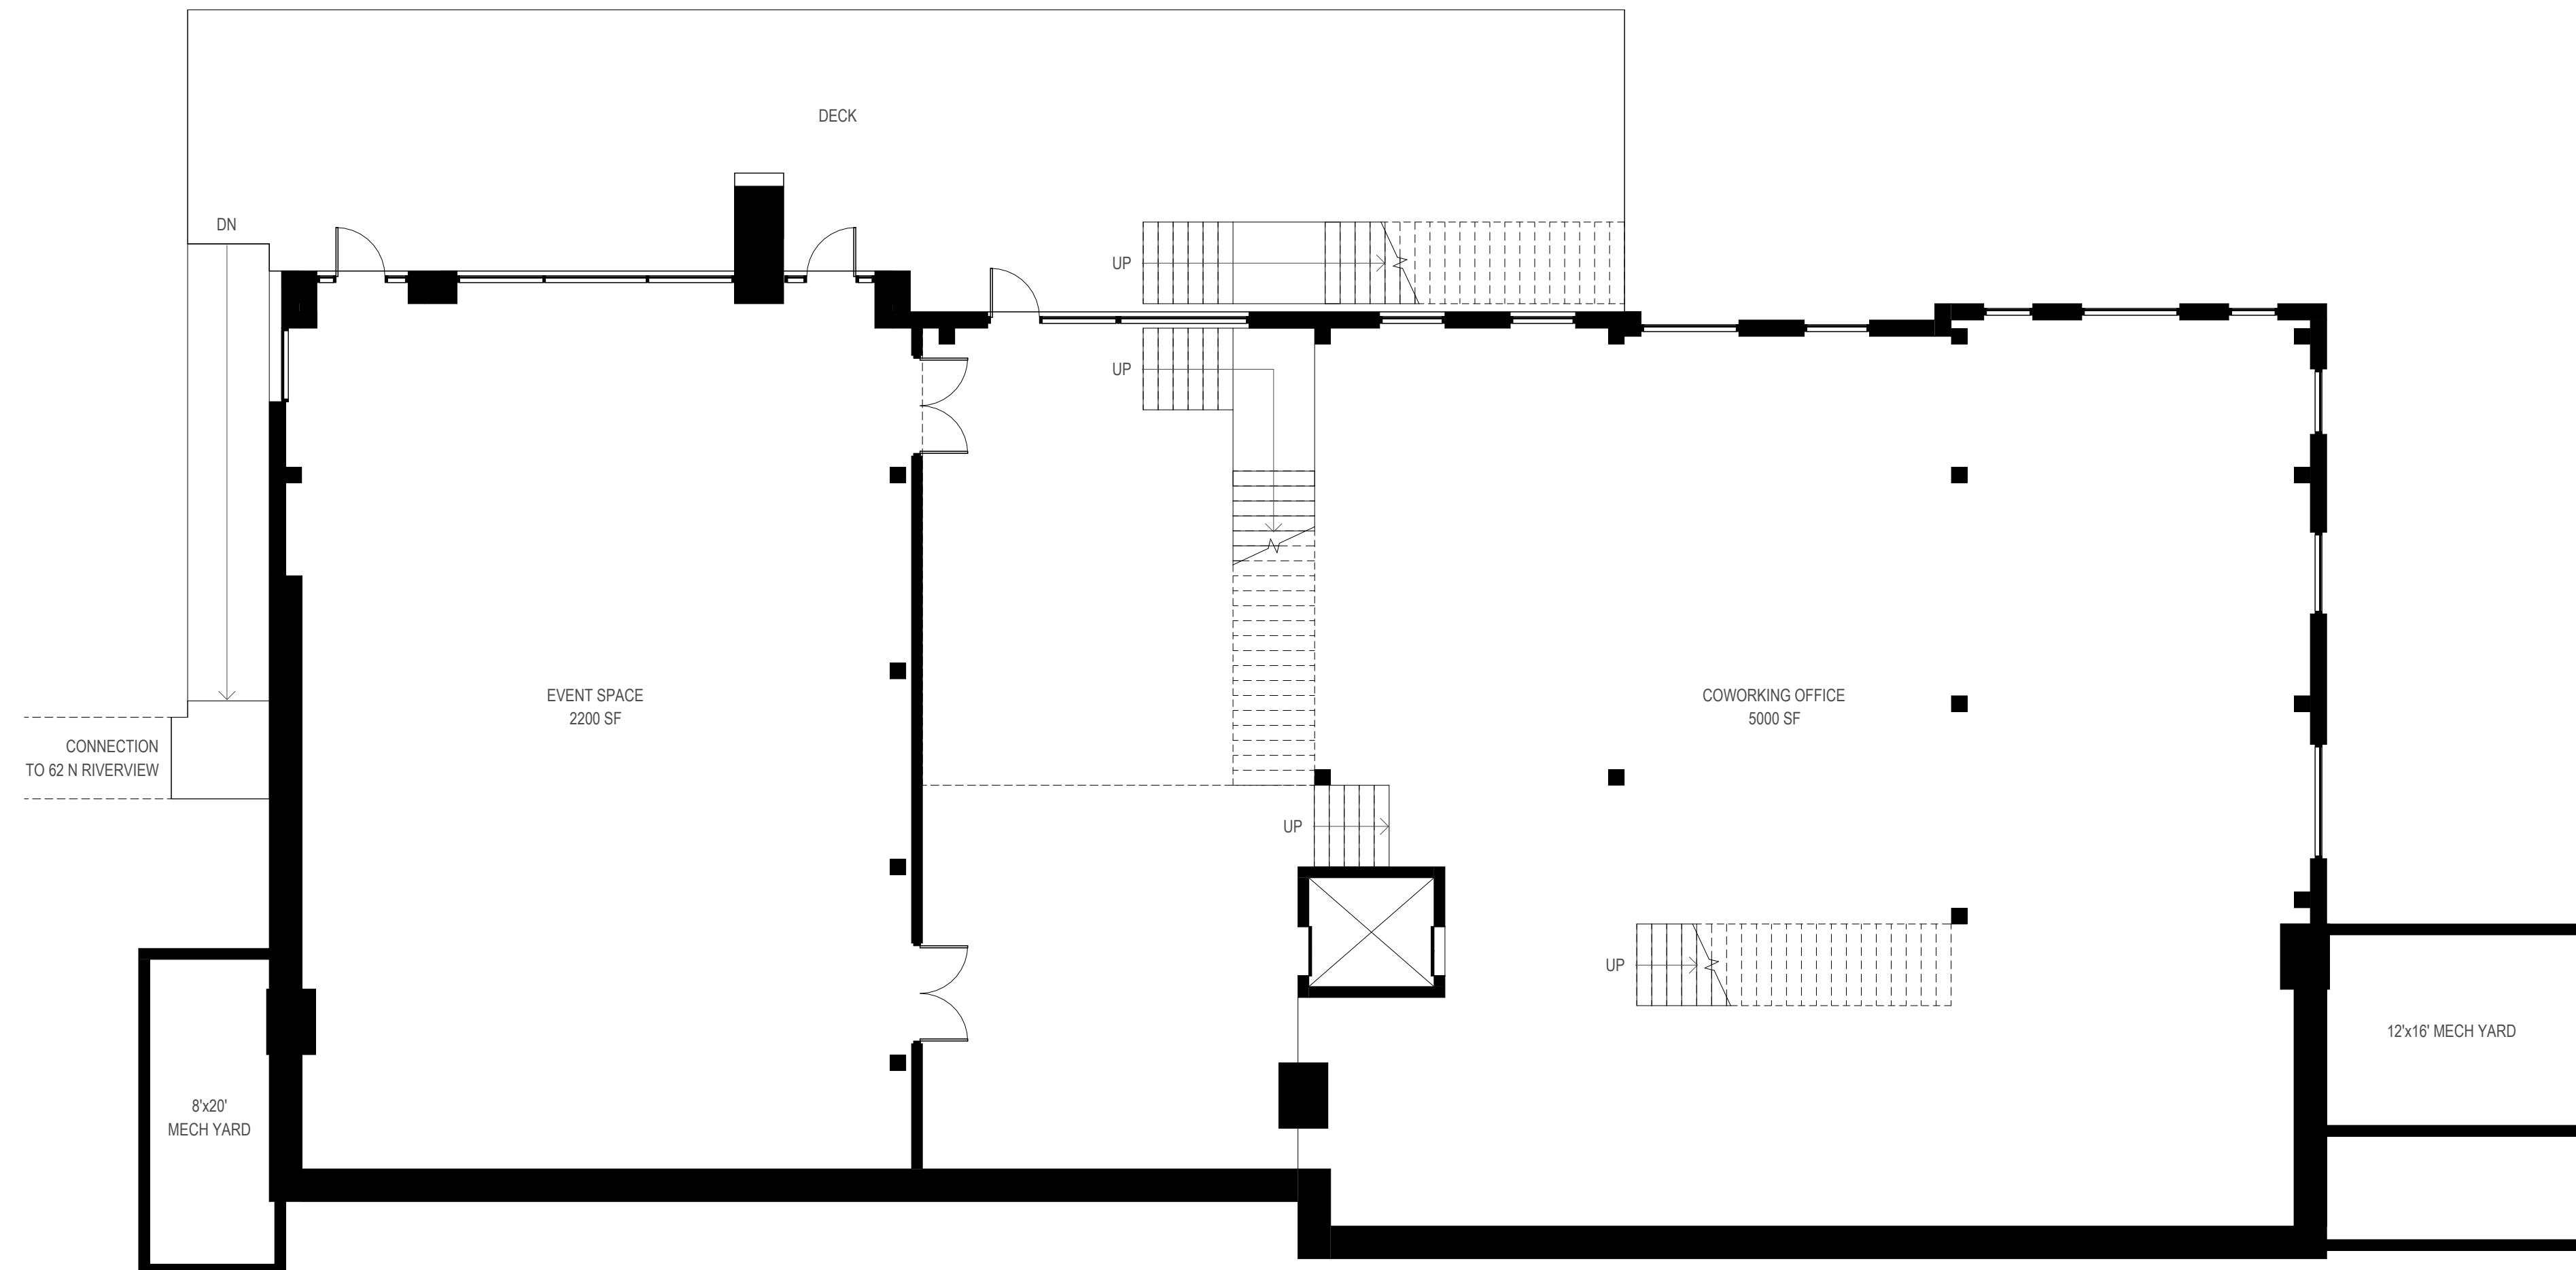 DECK
DN
UP
UP
EVENT SPACE
2200 SF
COWORKING OFFICE
5000 SF
CONNECTION
TO 62 N RIVERVIEW
UP
UP
12'x16' MECH YARD
8'x20'
MECH YARD